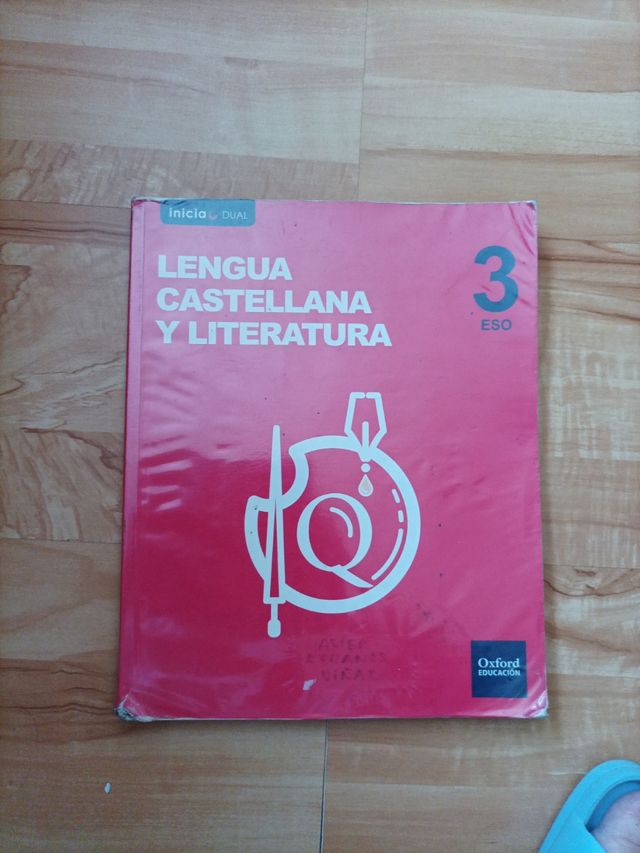 inicia DUAL
LENGUA
CASTELLANA
Y LITERATURA
3
ESO
Q
Oxford
EDUCACIÓN